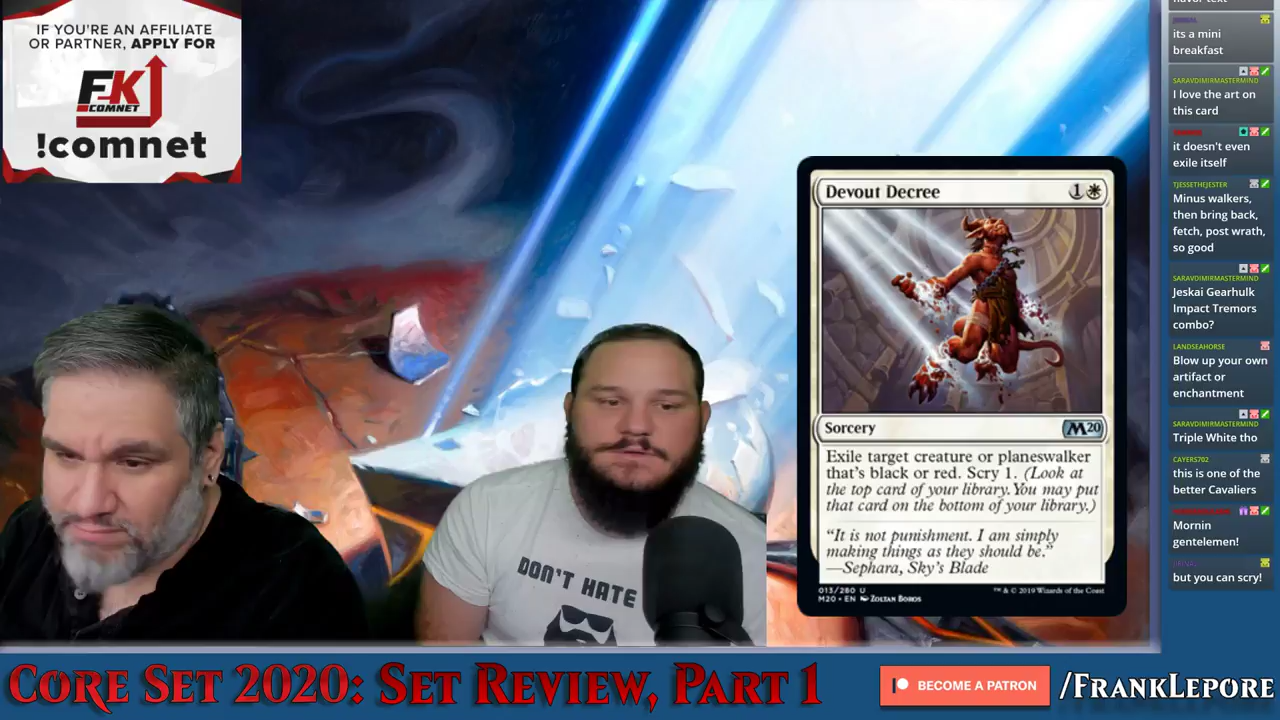 IF YOU'RE AN AFFILIATE
OR PARTNER, APPLY FOR
FK
COMNET
!comnet
Devout Decree 1
Sorcery M20
Exile target creature or planeswalker
that's black or red. Scry 1. (Look at
the top card of your library. You may put
that card on the bottom of your library.)
"It is not punishment. I am simply
making things as they should be."
—Sephara, Sky's Blade
013/280 U
M20 • EN ZOLTAN BOROS
™ & © 2019 Wizards of the Coast
DON'T HATE
its a mini
breakfast
SARAVDIMIRMASTERMIND
I love the art on
this card
it doesn't even
exile itself
TJESSETHEJESTER
Minus walkers,
then bring back,
fetch, post wrath,
so good
SARAVDIMIRMASTERMIND
Jeskai Gearhulk
Impact Tremors
combo?
LANDSEAHORSE
Blow up your own
artifact or
enchantment
SARAVDIMIRMASTERMIND
Triple White tho
CAYERS702
this is one of the
better Cavaliers
Mornin
gentelemen!
but you can scry!
CORE SET 2020: SET REVIEW, PART 1
BECOME A PATRON
/FRANKLEPORE